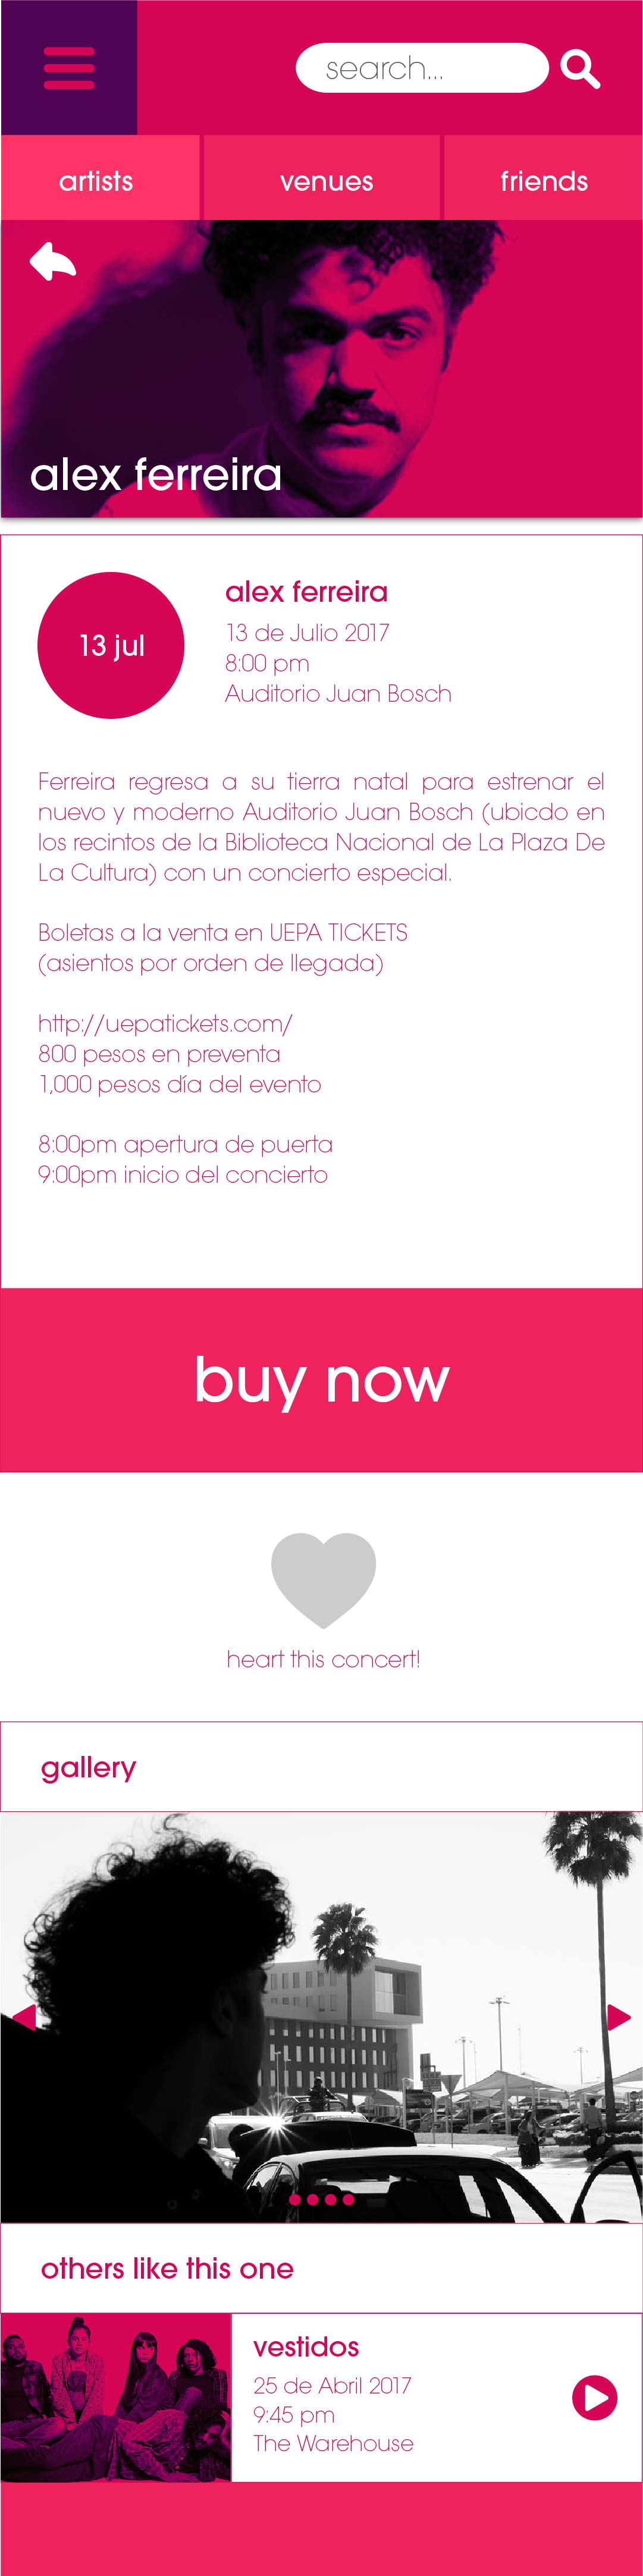 search...
artists
venues
friends
alex ferreira
13 jul
alex ferreira
13 de Julio 2017
8:00 pm
Auditorio Juan Bosch
Ferreira regresa a su tierra natal para estrenar el
nuevo y moderno Auditorio Juan Bosch (ubicdo en
los recintos de la Biblioteca Nacional de La Plaza De
La Cultura) con un concierto especial.
Boletas a la venta en UEPA TICKETS
(asientos por orden de llegada)
http://uepatickets.com/
800 pesos en preventa
1,000 pesos día del evento
8:00pm apertura de puerta
9:00pm inicio del concierto
buy now
heart this concert!
gallery
others like this one
vestidos
25 de Abril 2017
9:45 pm
The Warehouse